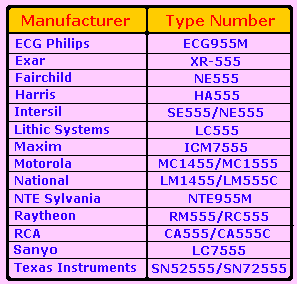 Manufacturer Type Number
ECG Philips ECG955M
Exar XR-555
Fairchild NE555
Harris HA555
Intersil SE555/NE555
Lithic Systems LC555
Maxim ICM7555
Motorola MC1455/MC1555
National LM1455/LM555C
NTE Sylvania NTE955M
Raytheon RM555/RC555
RCA CA555/CA555C
Sanyo LC7555
Texas Instruments SN52555/SN72555